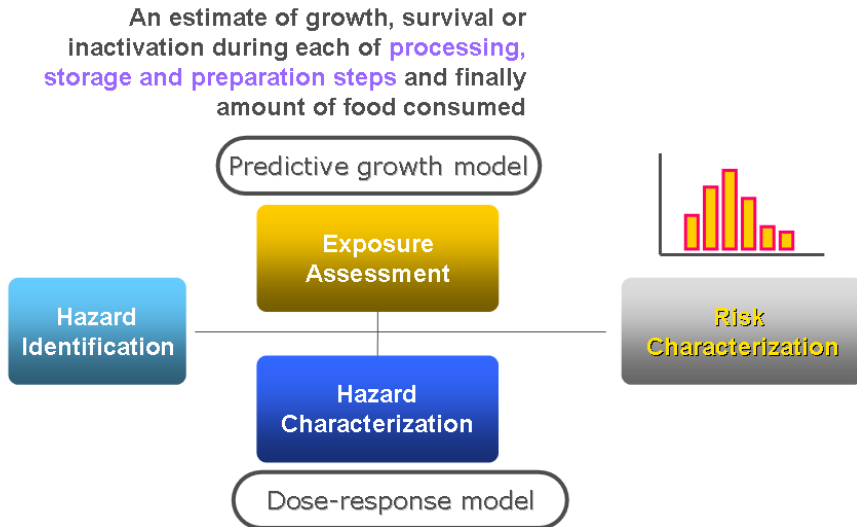 An estimate of growth, survival or
inactivation during each of processing,
storage and preparation steps and finally
amount of food consumed
Predictive growth model
Exposure
Assessment
Hazard
Identification
Risk
Characterization
Hazard
Characterization
Dose-response model